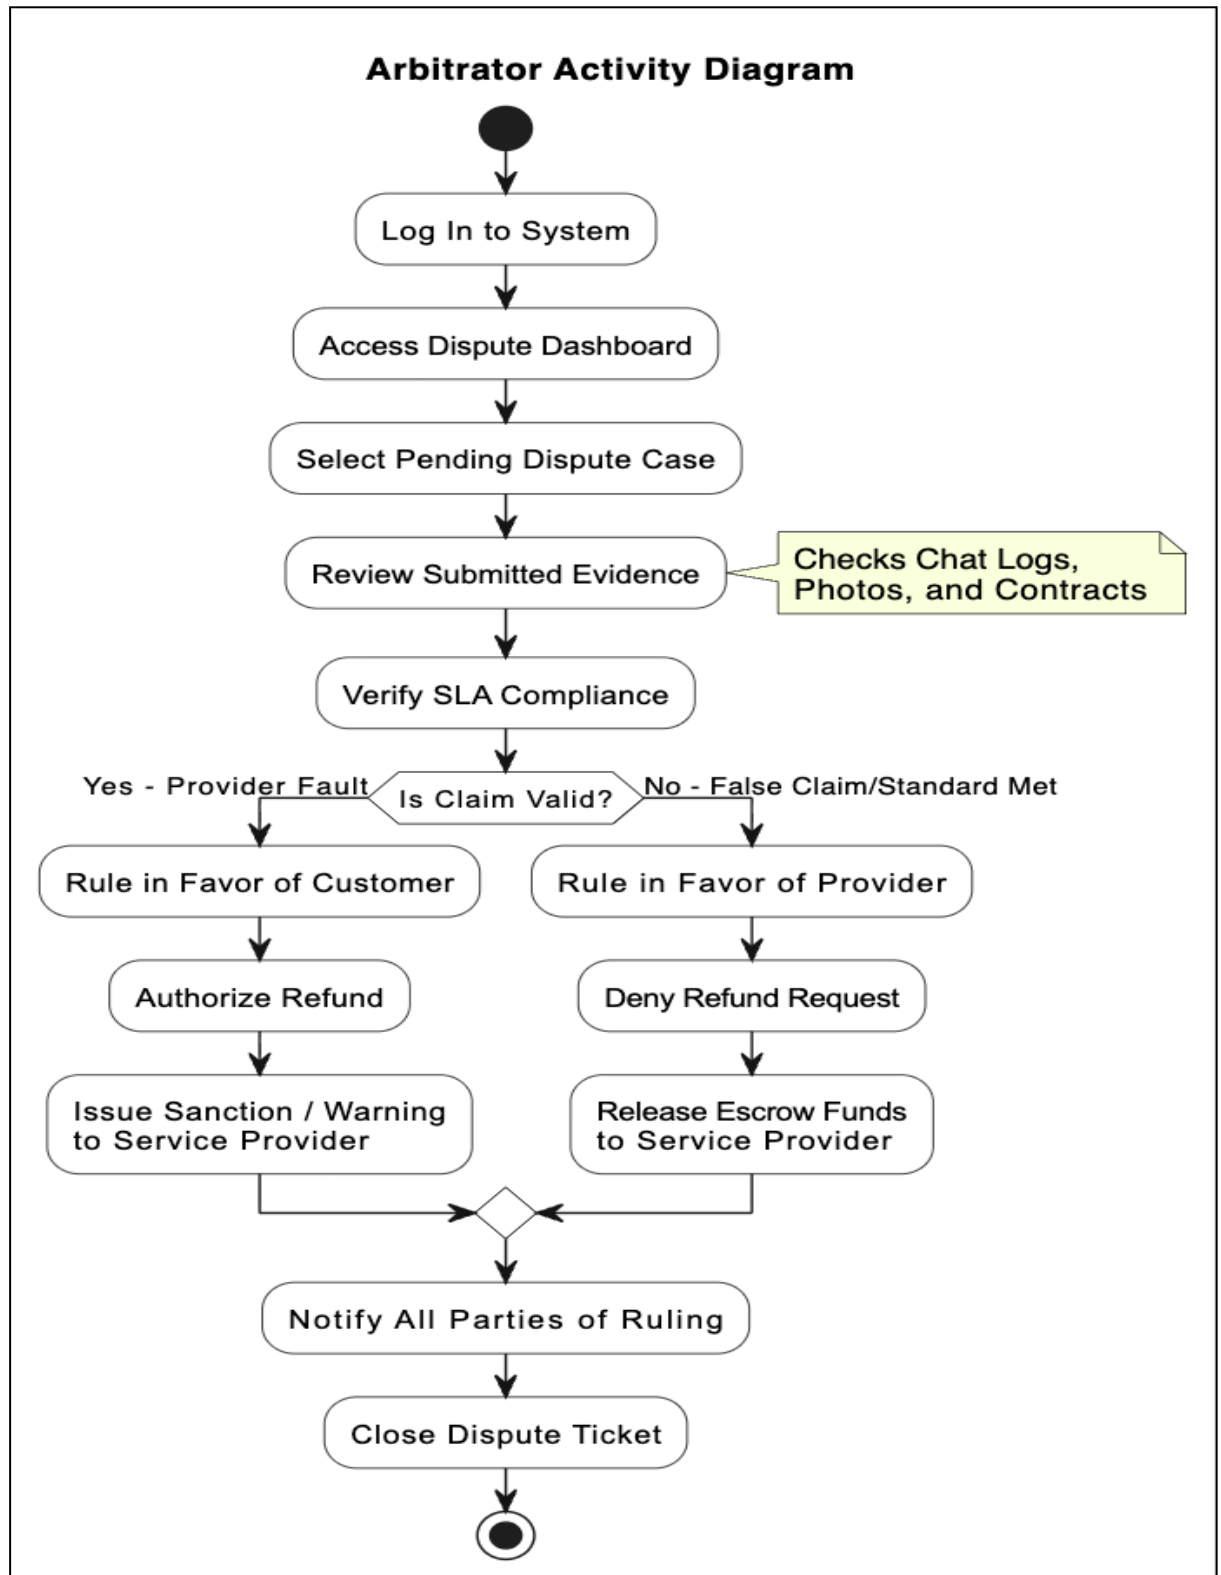 Arbitrator Activity Diagram
Log In to System
Access Dispute Dashboard
Select Pending Dispute Case
Review Submitted Evidence
Checks Chat Logs,
Photos, and Contracts
Verify SLA Compliance
Yes - Provider Fault
Is Claim Valid?
No - False Claim/Standard Met
Rule in Favor of Customer
Rule in Favor of Provider
Authorize Refund
Deny Refund Request
Issue Sanction / Warning
to Service Provider
Release Escrow Funds
to Service Provider
Notify All Parties of Ruling
Close Dispute Ticket